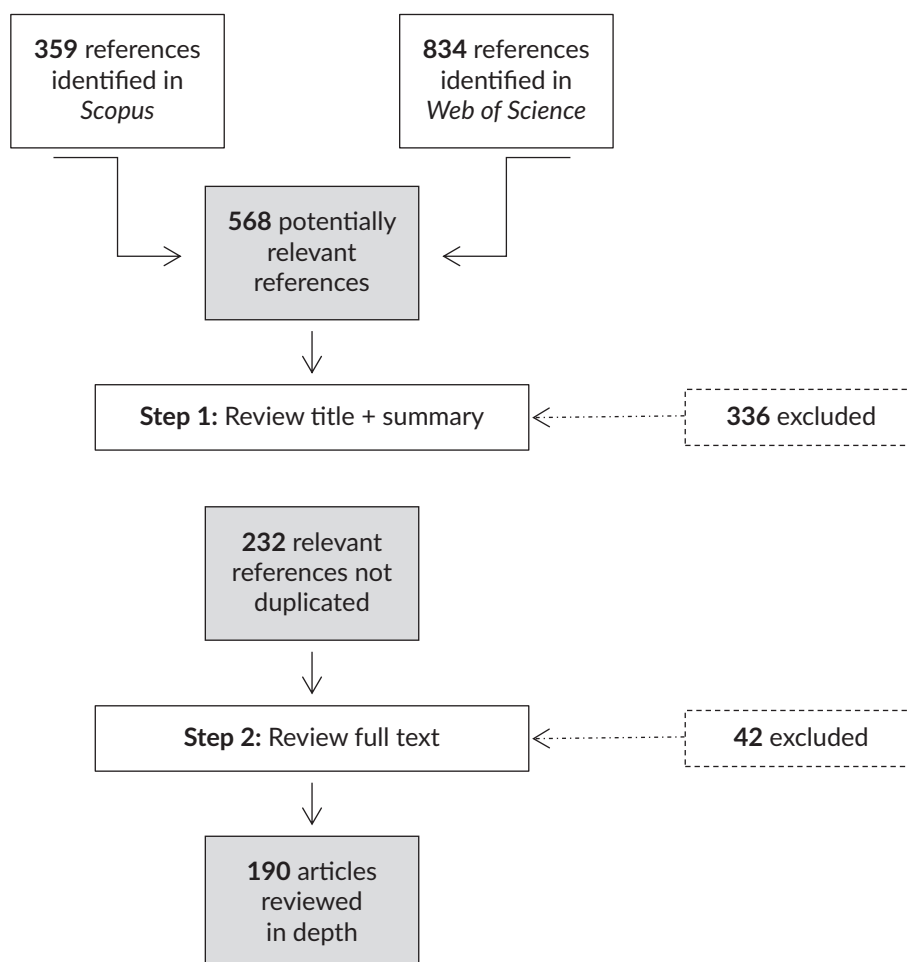 359 references
identified in
Scopus
834 references
identified in
Web of Science
568 potentially
relevant
references
Step 1: Review title + summary
336 excluded
232 relevant
references not
duplicated
Step 2: Review full text
42 excluded
190 articles
reviewed
in depth